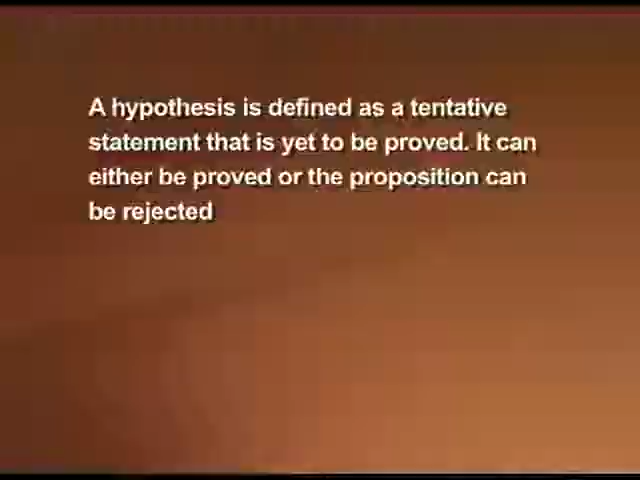 A hypothesis is defined as a tentative
statement that is yet to be proved. It can
either be proved or the proposition can
be rejected